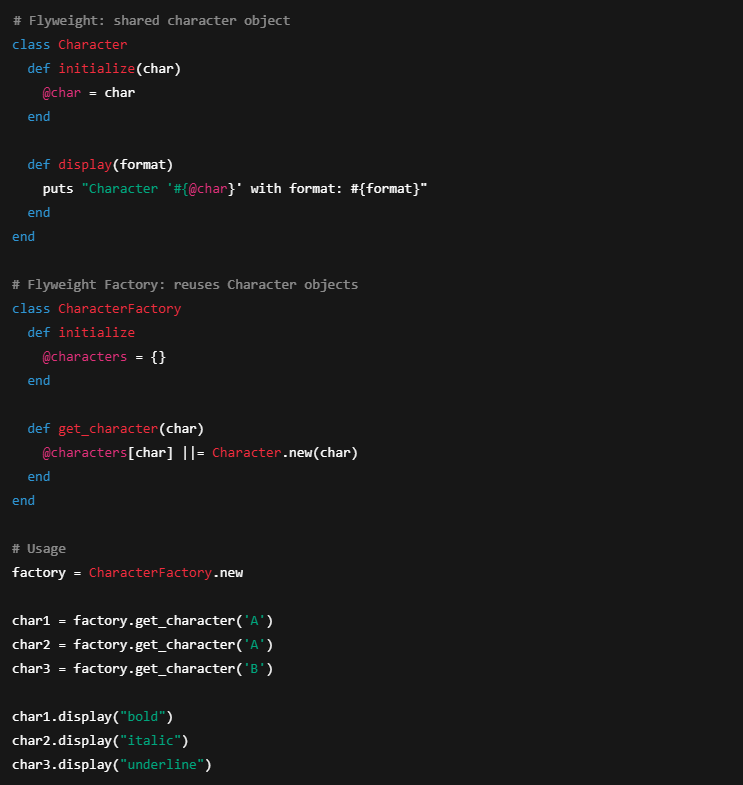 # Flyweight: shared character object
class Character
  def initialize(char)
    @char = char
  end

  def display(format)
    puts "Character '#{@char}' with format: #{format}"
  end
end

# Flyweight Factory: reuses Character objects
class CharacterFactory
  def initialize
    @characters = {}
  end

  def get_character(char)
    @characters[char] ||= Character.new(char)
  end
end

# Usage
factory = CharacterFactory.new

char1 = factory.get_character('A')
char2 = factory.get_character('A')
char3 = factory.get_character('B')

char1.display("bold")
char2.display("italic")
char3.display("underline")